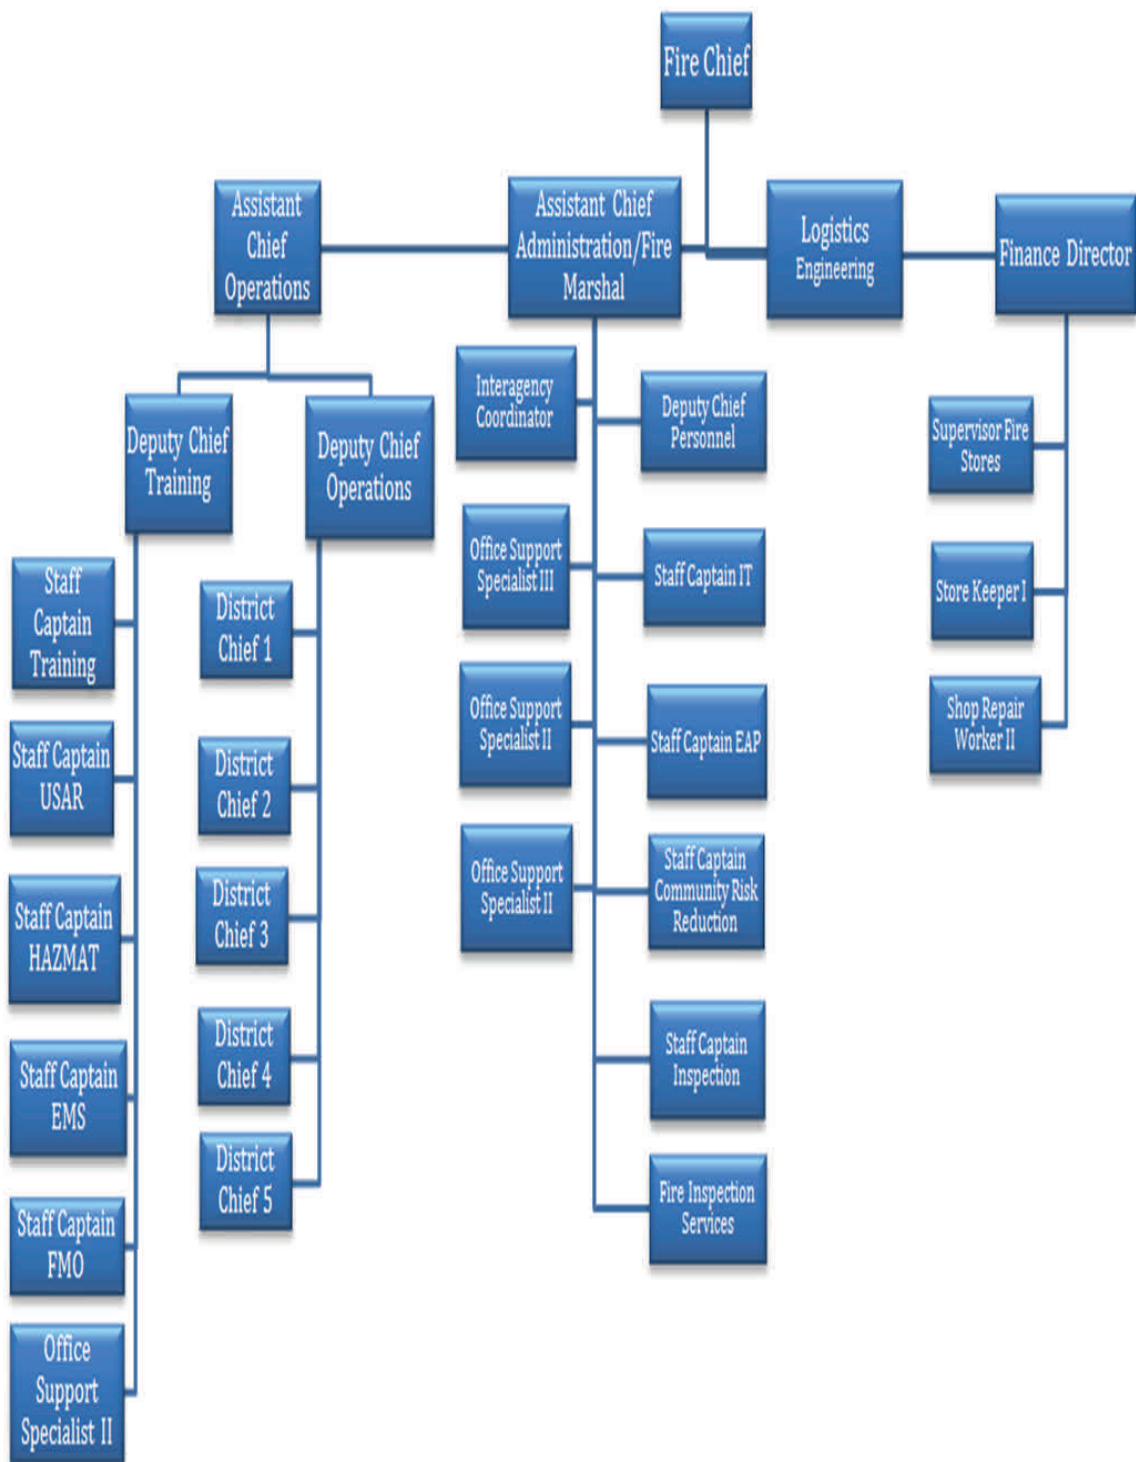 Fire Chief
Assistant
Chief
Operations
Assistant Chief
Administration/Fire
Marshal
Logistics
Engineering
Finance Director
Deputy Chief
Training
Deputy Chief
Operations
Staff
Captain
Training
Staff Captain
USAR
Staff Captain
HAZMAT
Staff Captain
EMS
Staff Captain
FMO
Office
Support
Specialist II
District
Chief 1
District
Chief 2
District
Chief 3
District
Chief 4
District
Chief 5
Interagency
Coordinator
Office Support
Specialist III
Office Support
Specialist II
Office Support
Specialist II
Deputy Chief
Personnel
Staff Captain IT
Staff Captain EAP
Staff Captain
Community Risk
Reduction
Staff Captain
Inspection
Fire Inspection
Services
Supervisor Fire
Stores
Store Keeper I
Shop Repair
Worker II